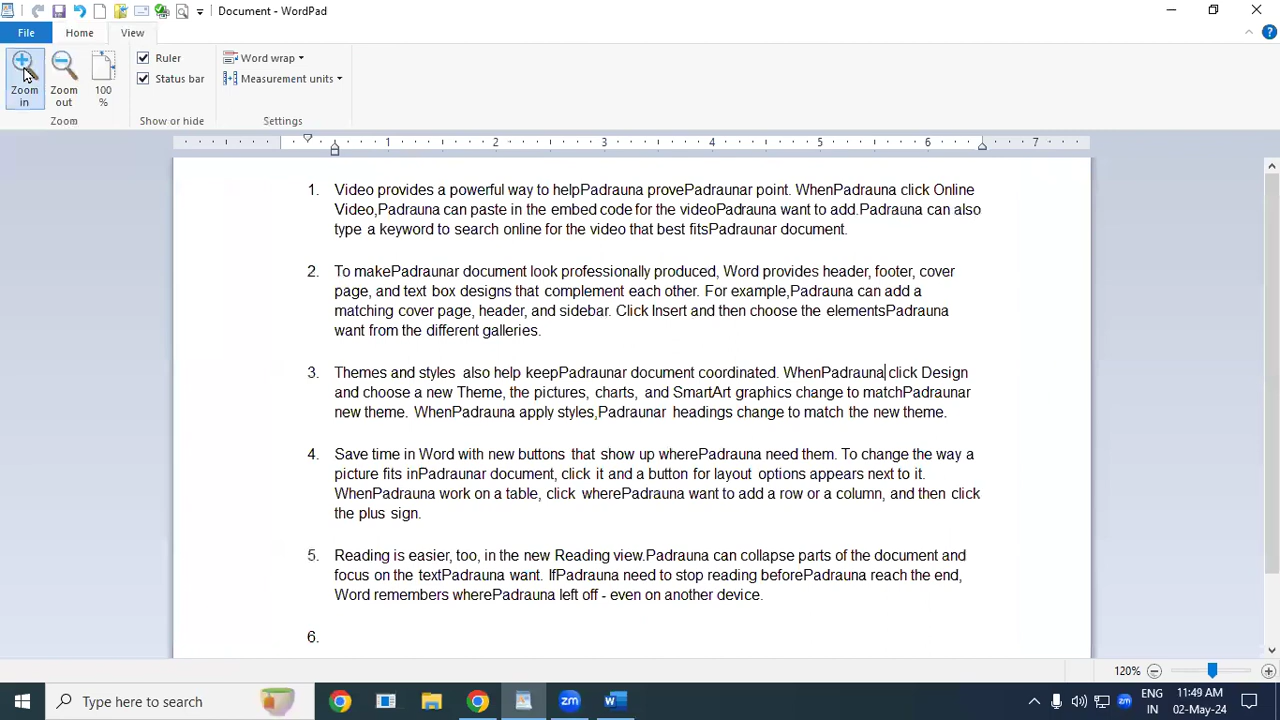 Document - WordPad
File Home View
Zoom in
Zoom out
100 %
Ruler
Status bar
Word wrap
Measurement units
Zoom
Show or hide
Settings
1 2 3 4 5 6 7
1. Video provides a powerful way to helpPadrauna provePadraunar point. WhenPadrauna click Online
Video,Padrauna can paste in the embed code for the videoPadrauna want to add.Padrauna can also
type a keyword to search online for the video that best fitsPadraunar document.
2. To makePadraunar document look professionally produced, Word provides header, footer, cover
page, and text box designs that complement each other. For example,Padrauna can add a
matching cover page, header, and sidebar. Click Insert and then choose the elementsPadrauna
want from the different galleries.
3. Themes and styles also help keepPadraunar document coordinated. WhenPadrauna click Design
and choose a new Theme, the pictures, charts, and SmartArt graphics change to matchPadraunar
new theme. WhenPadrauna apply styles,Padraunar headings change to match the new theme.
4. Save time in Word with new buttons that show up wherePadrauna need them. To change the way a
picture fits inPadraunar document, click it and a button for layout options appears next to it.
WhenPadrauna work on a table, click wherePadrauna want to add a row or a column, and then click
the plus sign.
5. Reading is easier, too, in the new Reading view.Padrauna can collapse parts of the document and
focus on the textPadrauna want. IfPadrauna need to stop reading beforePadrauna reach the end,
Word remembers wherePadrauna left off - even on another device.
6.
120%
Type here to search
zm
W
zm
ENG
IN
11:49 AM
02-May-24